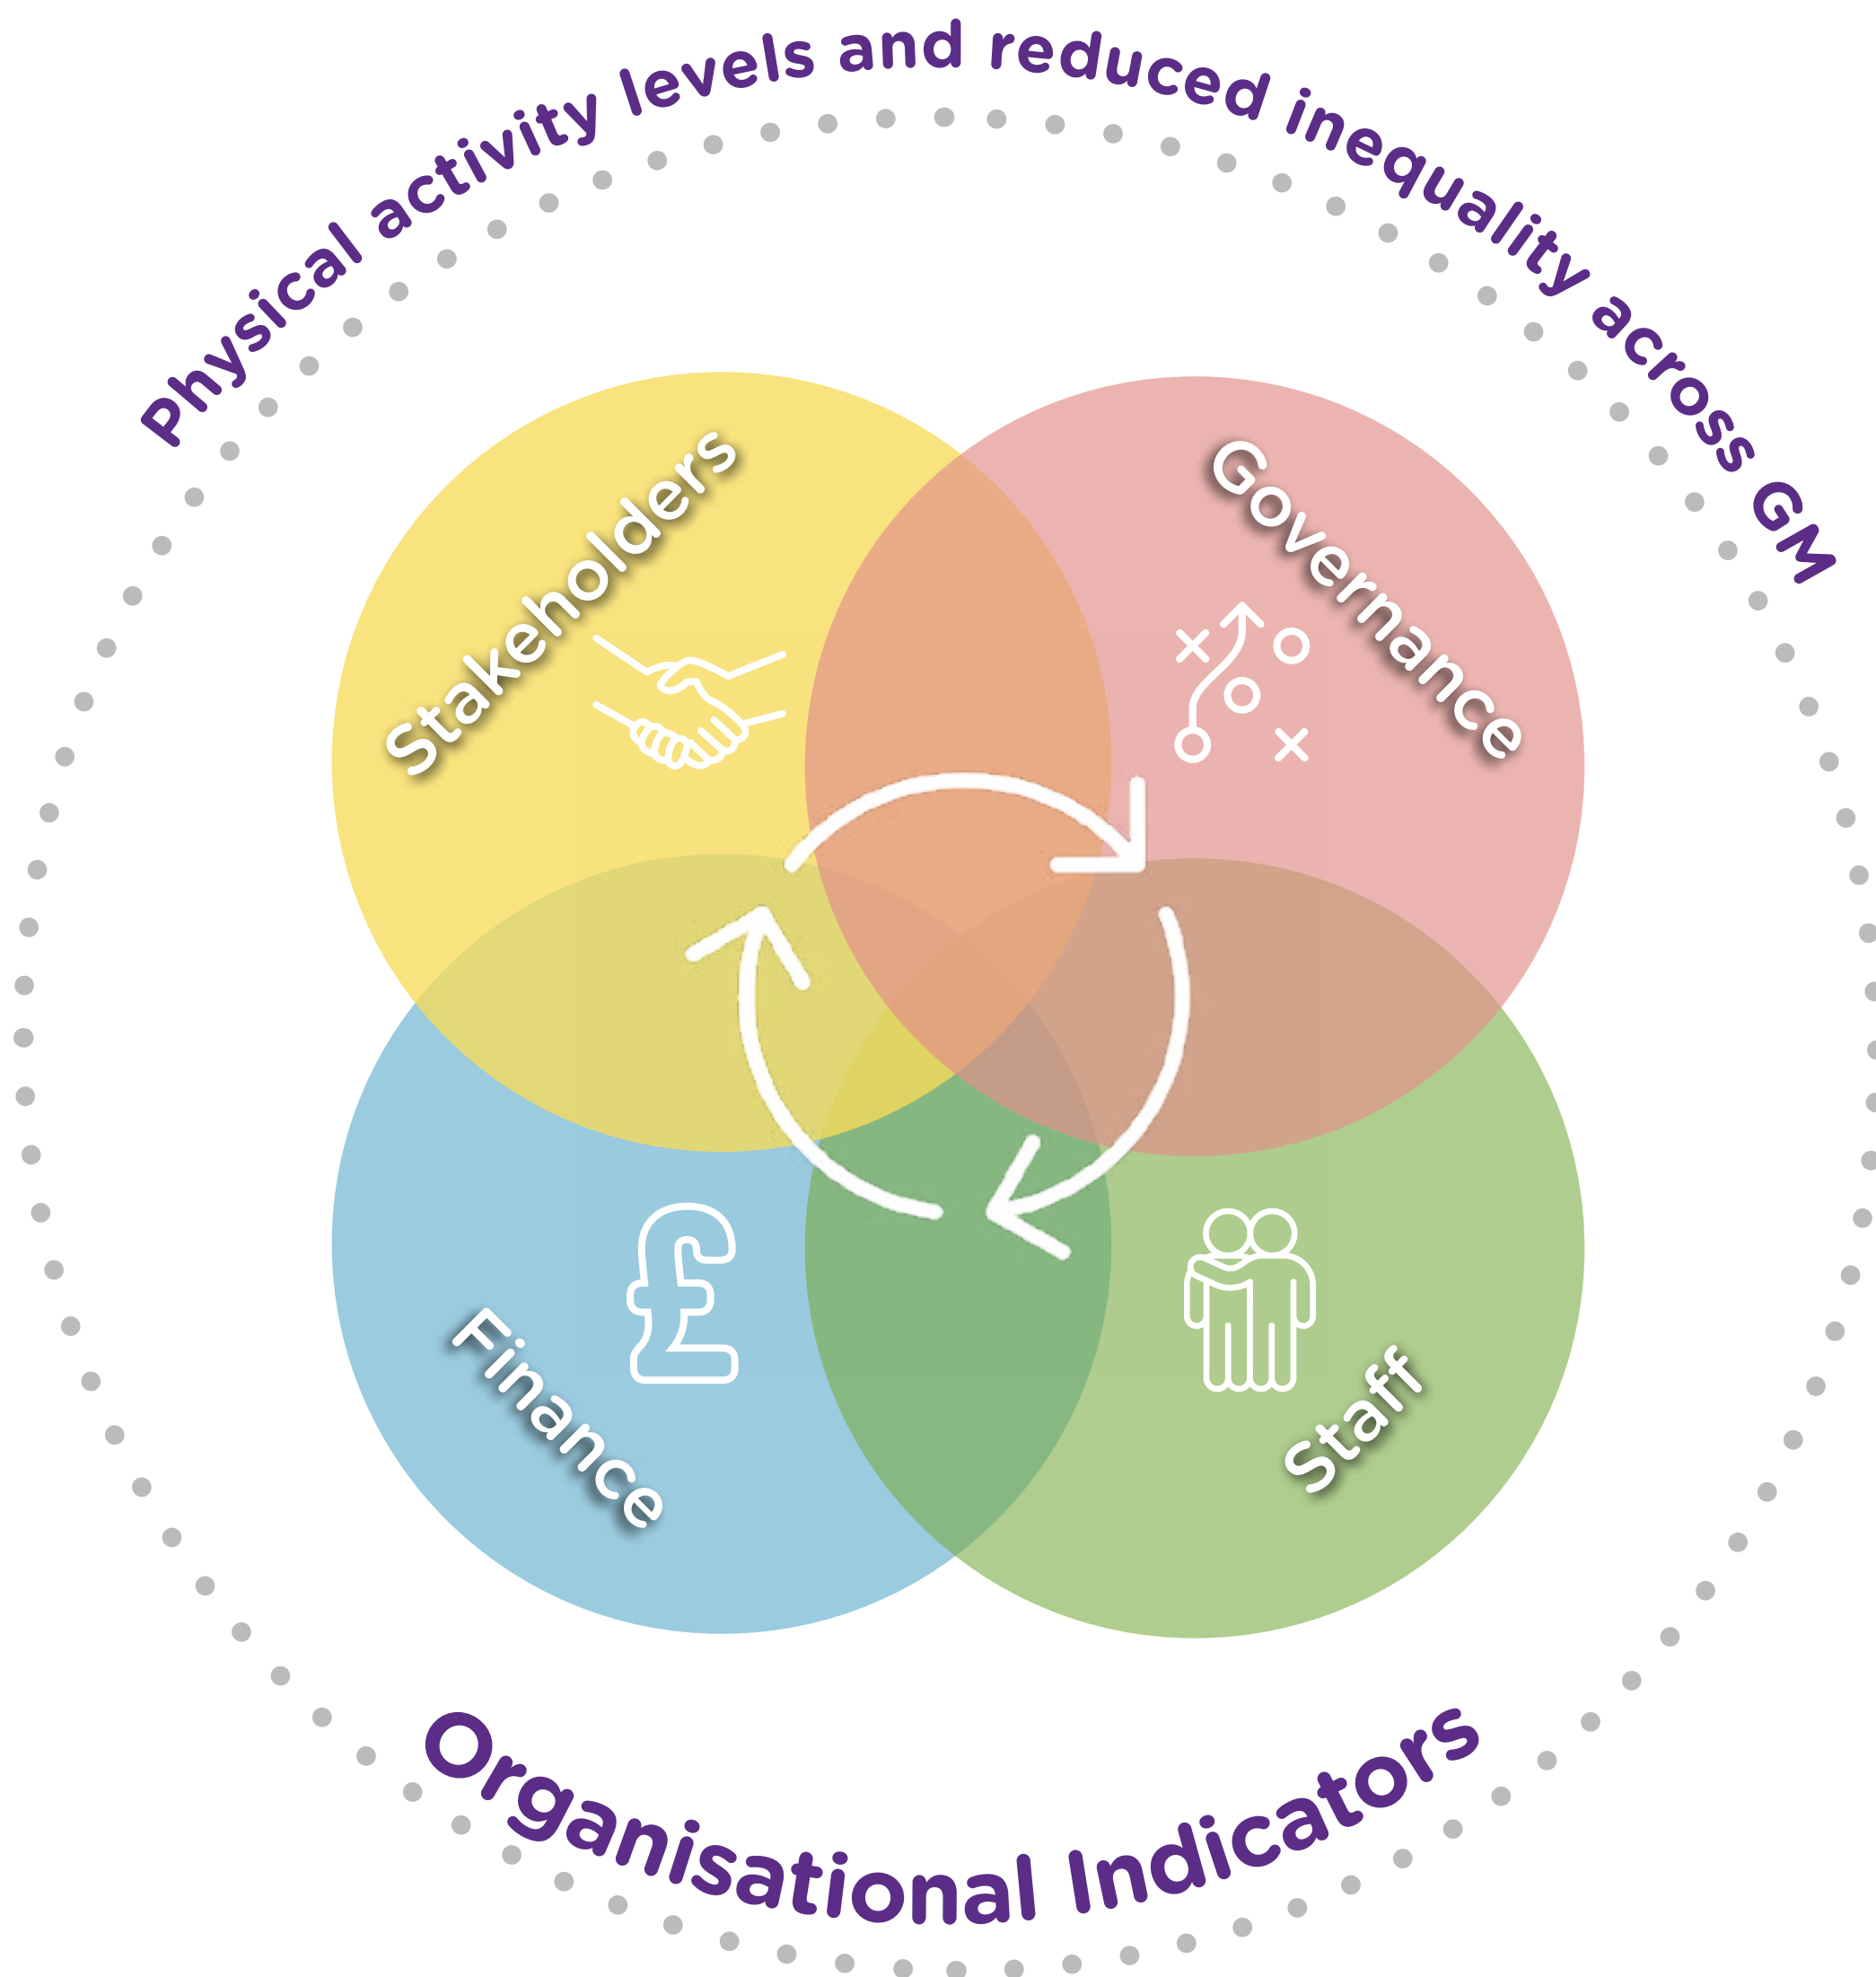 Physical activity levels and reduced inequality across GM
Stakeholders
Governance
Finance
Staff
Organisational Indicators